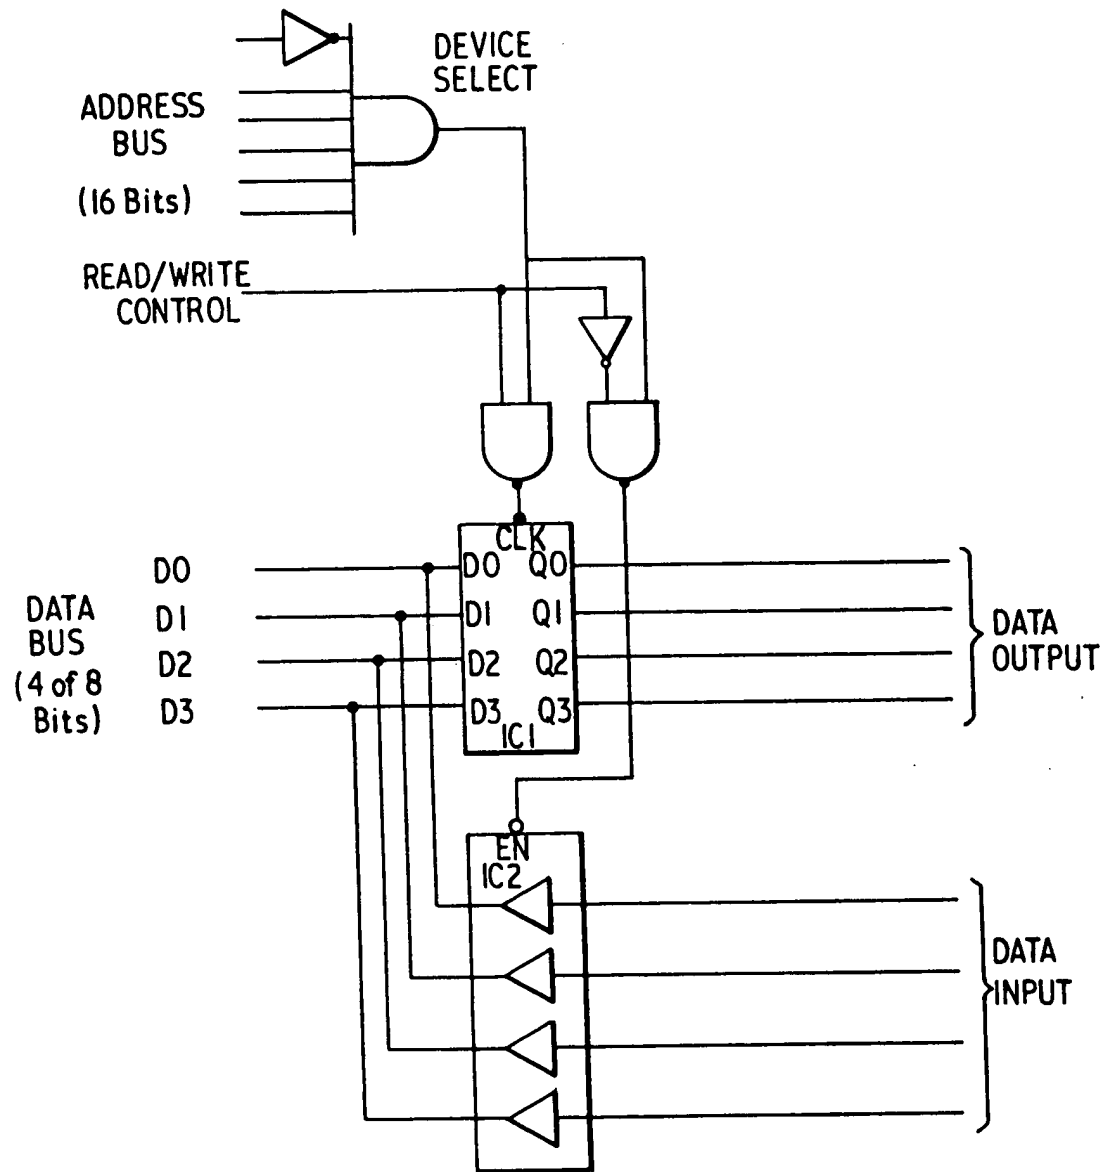 DEVICE
SELECT
ADDRESS
BUS
(16 Bits)
READ/WRITE
CONTROL
CLK
D0
D0
Q0
DATA
BUS
(4 of 8
Bits)
D1
D1
Q1
D2
D2
Q2
D3
D3
Q3
IC1
DATA
OUTPUT
EN
IC2
DATA
INPUT